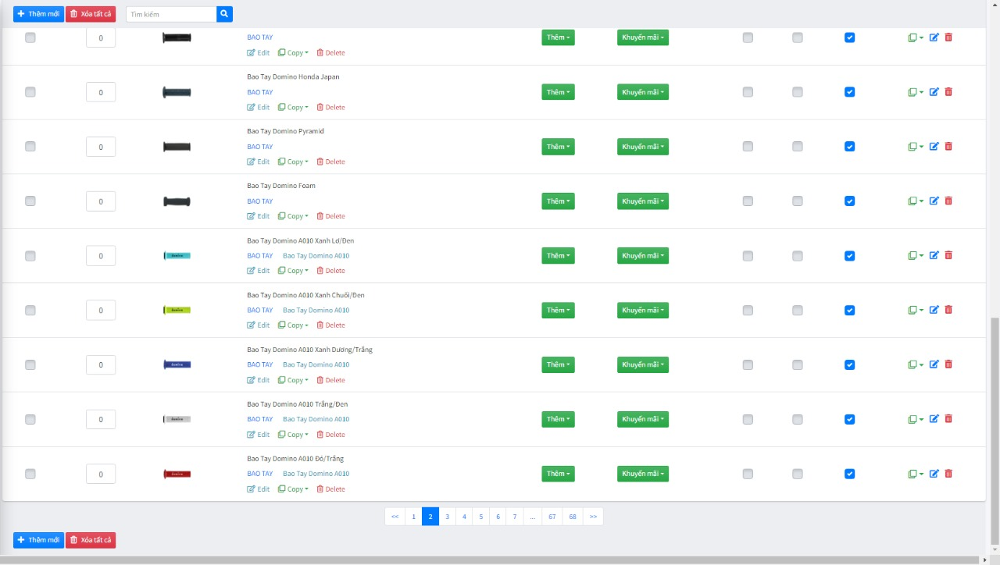 Thêm mới Xóa tất cả Tìm kiếm
0 BAO TAY Thêm Khuyến mãi
Edit Copy Delete
Bao Tay Domino Honda Japan
0 BAO TAY Thêm Khuyến mãi
Edit Copy Delete
Bao Tay Domino Pyramid
0 BAO TAY Thêm Khuyến mãi
Edit Copy Delete
Bao Tay Domino Foam
0 BAO TAY Thêm Khuyến mãi
Edit Copy Delete
Bao Tay Domino A010 Xanh Lơ/Đen
0 domino BAO TAY Bao Tay Domino A010 Thêm Khuyến mãi
Edit Copy Delete
Bao Tay Domino A010 Xanh Chuối/Đen
0 domino BAO TAY Bao Tay Domino A010 Thêm Khuyến mãi
Edit Copy Delete
Bao Tay Domino A010 Xanh Dương/Trắng
0 domino BAO TAY Bao Tay Domino A010 Thêm Khuyến mãi
Edit Copy Delete
Bao Tay Domino A010 Trắng/Đen
0 domino BAO TAY Bao Tay Domino A010 Thêm Khuyến mãi
Edit Copy Delete
Bao Tay Domino A010 Đỏ/Trắng
0 domino BAO TAY Bao Tay Domino A010 Thêm Khuyến mãi
Edit Copy Delete
<< 1 2 3 4 5 6 7 ... 67 68 >>
Thêm mới Xóa tất cả